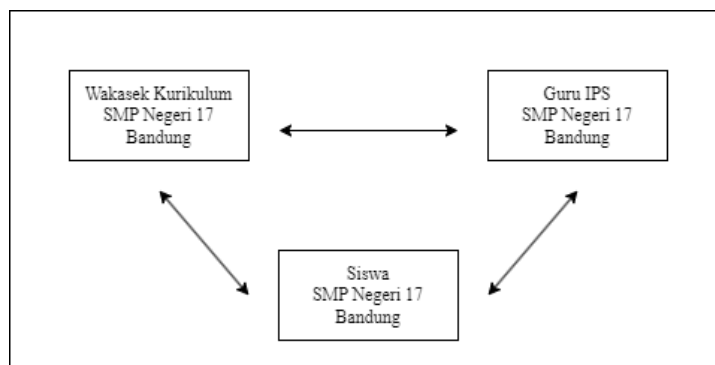 Wakasek Kurikulum
SMP Negeri 17
Bandung
Guru IPS
SMP Negeri 17
Bandung
Siswa
SMP Negeri 17
Bandung